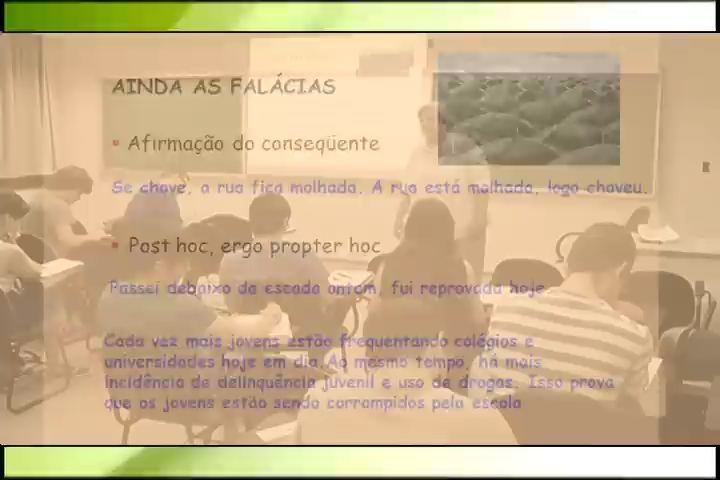 AINDA AS FALÁCIAS
• Afirmação do conseqüente
Se chove, a rua fica molhada. A rua está molhada, logo choveu.
• Post hoc, ergo propter hoc
Passei debaixo da escada ontem, fui reprovada hoje
Cada vez mais jovens estão frequentando colégios e
universidades hoje em dia. Ao mesmo tempo, há mais
incidência de delinquência juvenil e uso de drogas. Isso prova
que os jovens estão sendo corrompidos pela escola